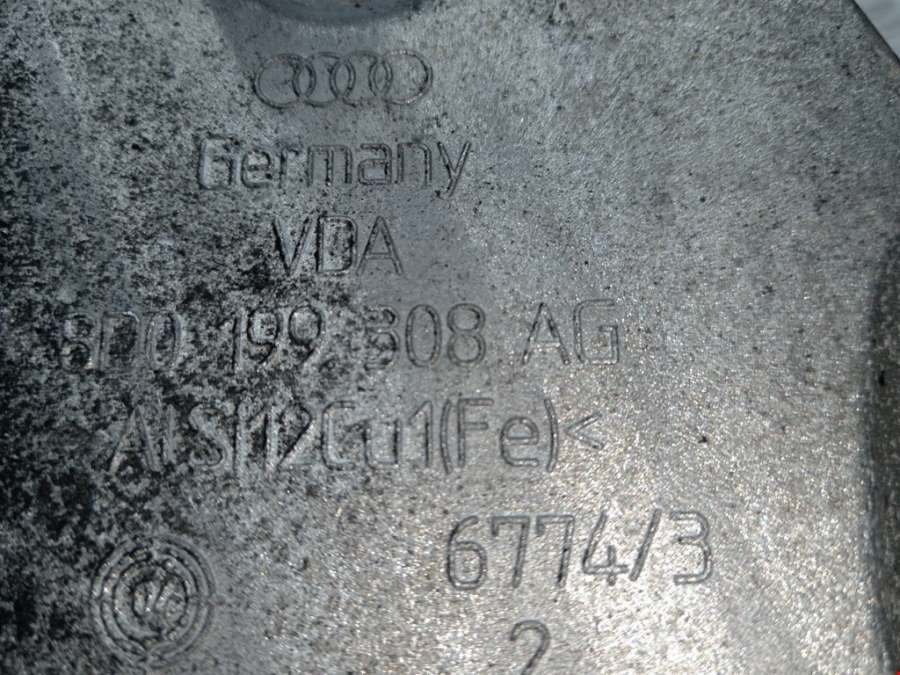 Germany
VDA
8D0 199 308 AG
AlSi12Cu1(Fe)<
6774/3
2